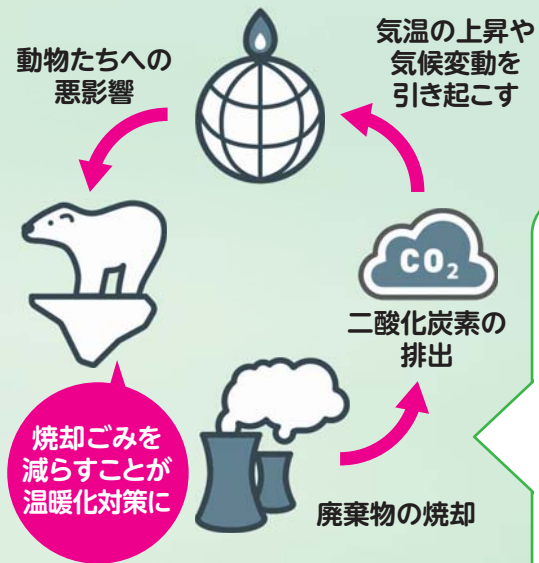 動物たちへの
悪影響
気温の上昇や
気候変動を
引き起こす
CO₂
二酸化炭素の
排出
焼却ごみを
減らすことが
温暖化対策に
廃棄物の焼却